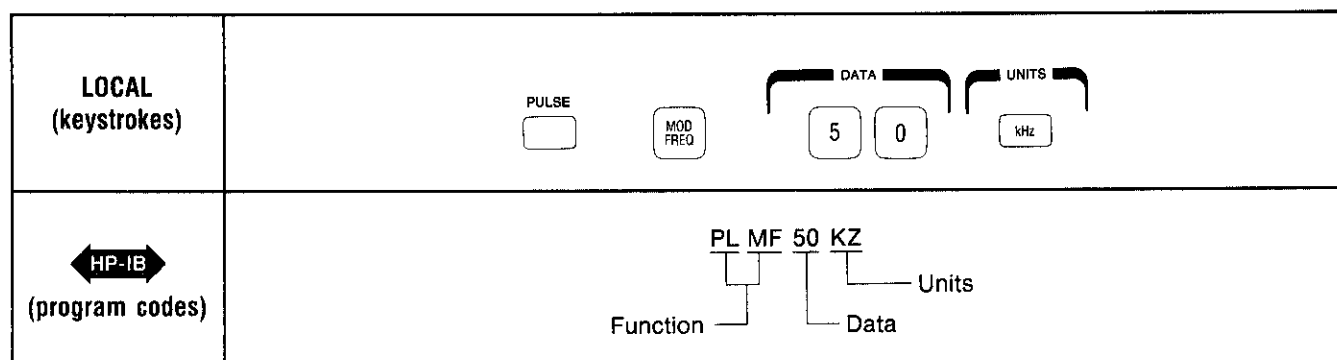 LOCAL
(keystrokes)
PULSE
MOD
FREQ
DATA
5 0
UNITS
kHz
HP-IB
(program codes)
PL MF 50 KZ
Units
Function
Data